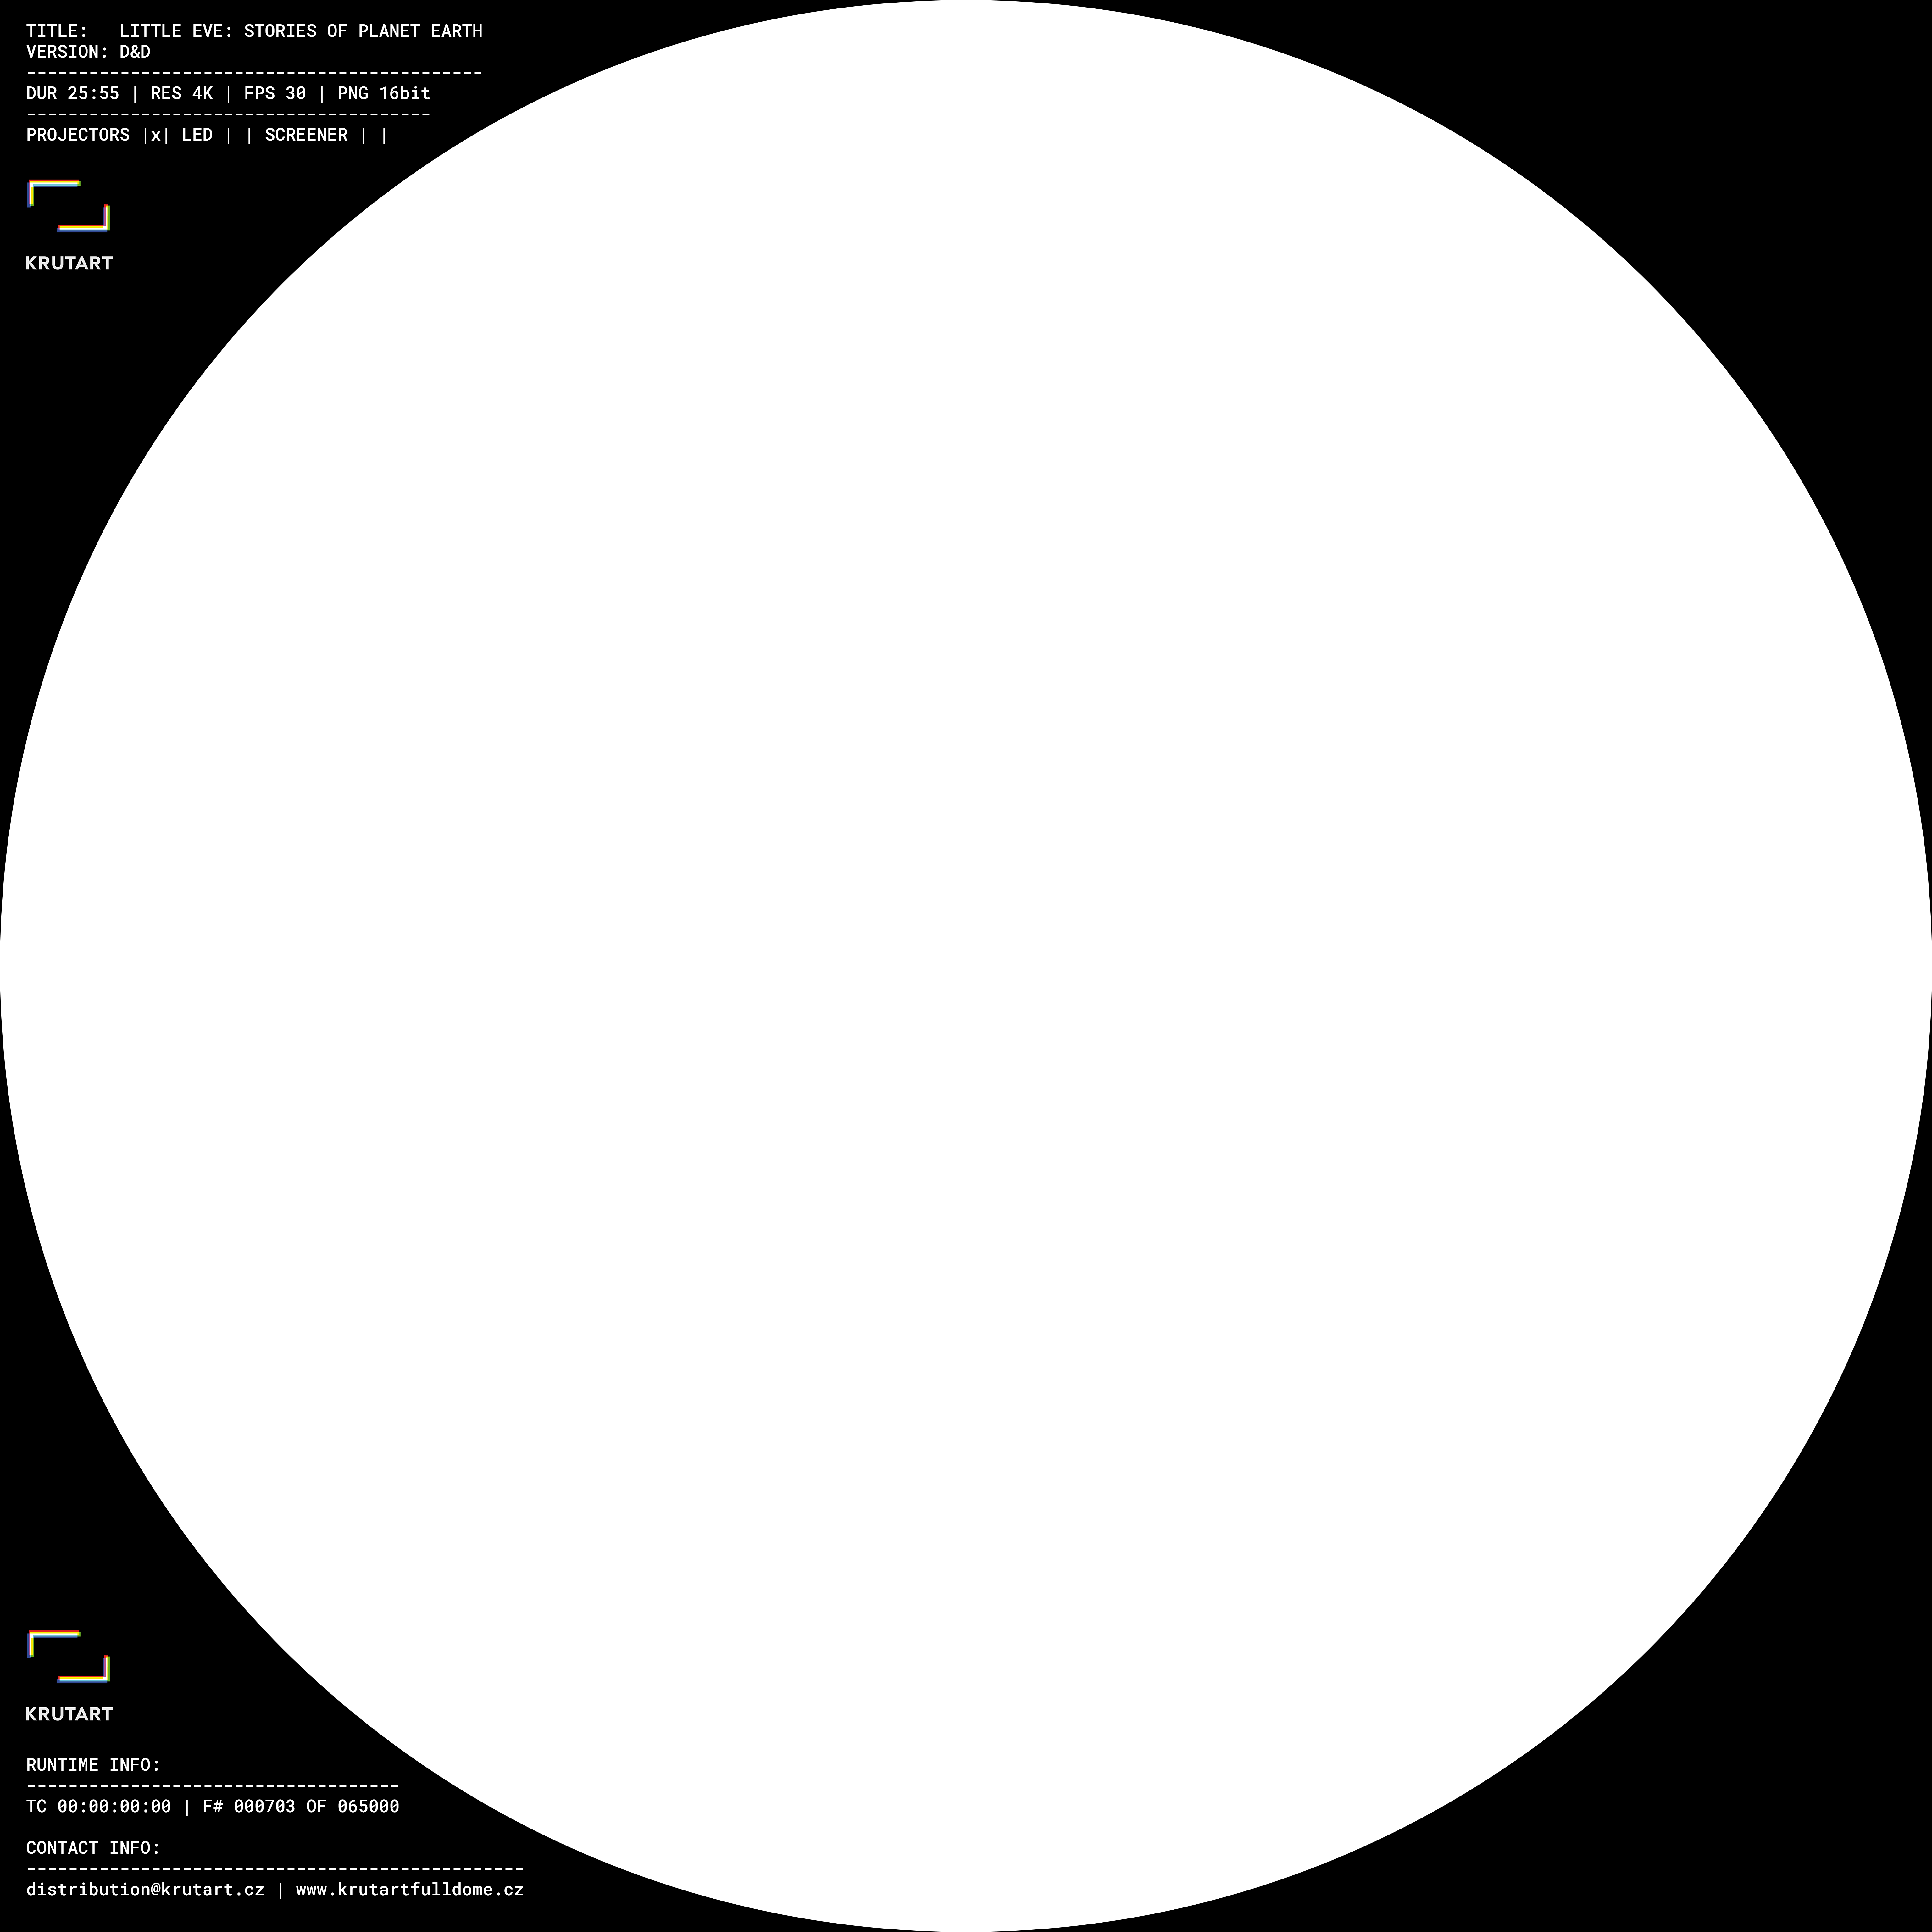 TITLE:   LITTLE EVE: STORIES OF PLANET EARTH
VERSION: D&D
--------------------------------------------
DUR 25:55 | RES 4K | FPS 30 | PNG 16bit
---------------------------------------
PROJECTORS |x| LED | | SCREENER | |
KRUTART
KRUTART
RUNTIME INFO:
------------------------------------
TC 00:00:00:00 | F# 000703 OF 065000
CONTACT INFO:
------------------------------------------------
distribution@krutart.cz | www.krutartfulldome.cz